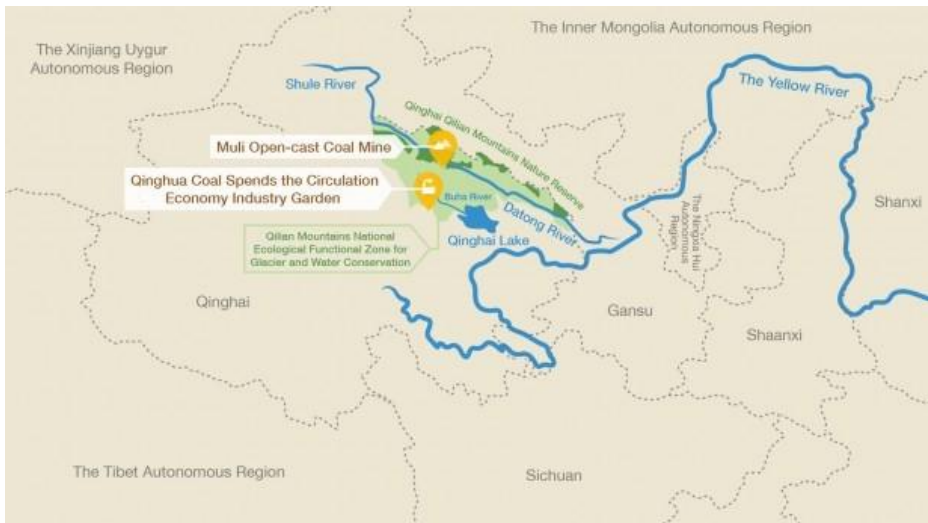 The Inner Mongolia Autonomous Region
The Xinjiang Uygur
Autonomous Region
Shule River
The Yellow River
Qinghai Qilian Mountains Nature Reserve
Muli Open-cast Coal Mine
Qinghua Coal Spends the Circulation
Economy Industry Garden
Buha River
Datong River
Qinghai Lake
The Ningxia Hui
Autonomous
Region
Shanxi
Qilian Mountains National
Ecological Functional Zone for
Glacier and Water Conservation
Qinghai
Gansu
Shaanxi
The Tibet Autonomous Region
Sichuan